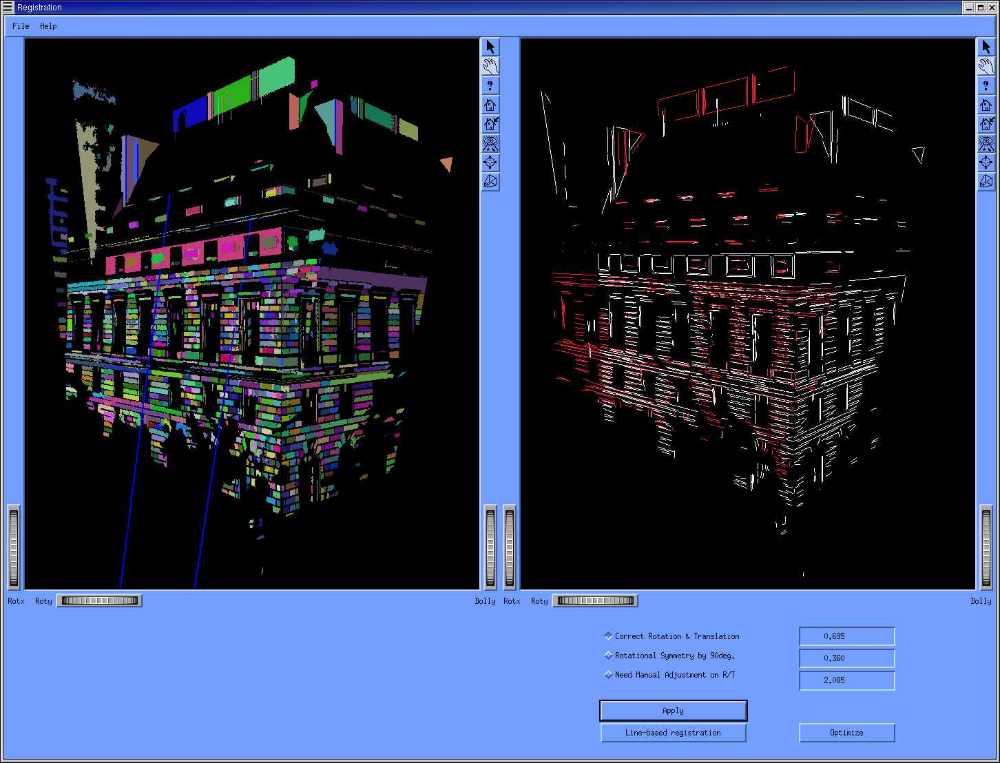 Registration
File Help
?
?
Rotx Roty Dolly Rotx Roty Dolly
Correct Rotation & Translation 0.695
Rotational Symmetry by 90deg. 0.360
Need Manual Adjustment on R/T 2.085
Apply
Line-based registration Optimize